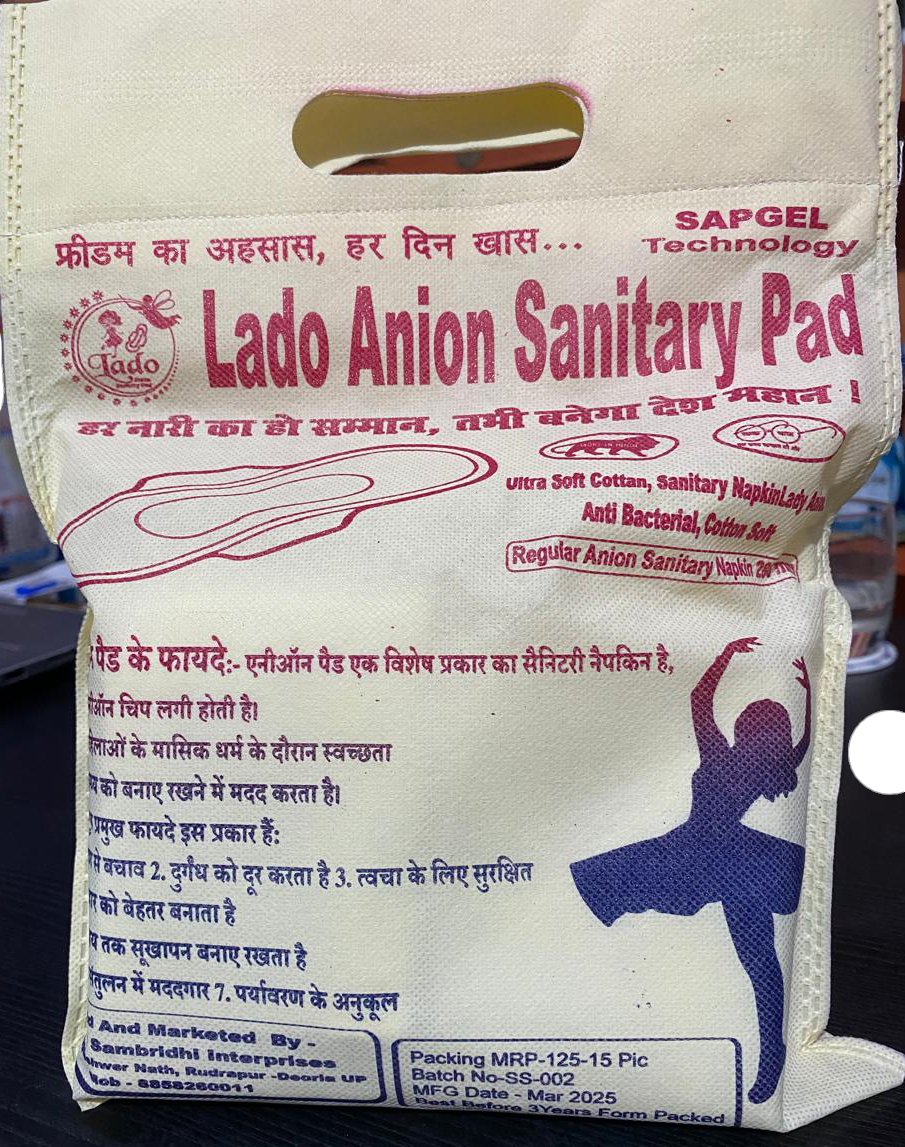 फ्रीडम का अहसास, हर दिन खास...
SAPGEL
Technology
Lado
Lado Anion Sanitary Pad
हर नारी का हो सम्मान, तभी बनेगा देश महान !
Ultra Soft Cottan, Sanitary NapkinLady
Anti Bacterial, Cotton Soft
Regular Anion Sanitary Napkin
पैड के फायदे:- एनीऑन पैड एक विशेष प्रकार का सैनिटरी नैपकिन है,
चिप लगी होती है।
के मासिक धर्म के दौरान स्वच्छता
को बनाए रखने में मदद करता है।
प्रमुख फायदे इस प्रकार हैं:
से बचाव 2. दुर्गंध को दूर करता है 3. त्वचा के लिए सुरक्षित
को बेहतर बनाता है
तक सूखापन बनाए रखता है
में मददगार 7. पर्यावरण के अनुकूल
And Marketed By -
Sambridhi Interprises
Nath, Rudrapur -Deoria UP
Mob - 8858260011
Packing MRP-125-15 Pic
Batch No-SS-002
MFG Date - Mar 2025
Best Before 3Years Form Packed